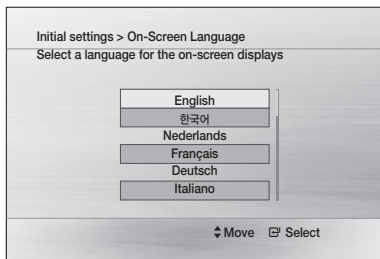 Initial settings > On-Screen Language
Select a language for the on-screen displays
English
한국어
Nederlands
Français
Deutsch
Italiano
Move Select